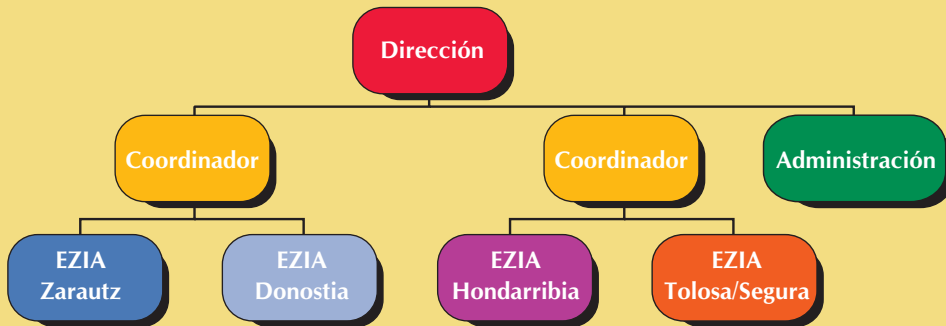 Dirección
Coordinador
Coordinador
Administración
EZIA
Zarautz
EZIA
Donostia
EZIA
Hondarribia
EZIA
Tolosa/Segura